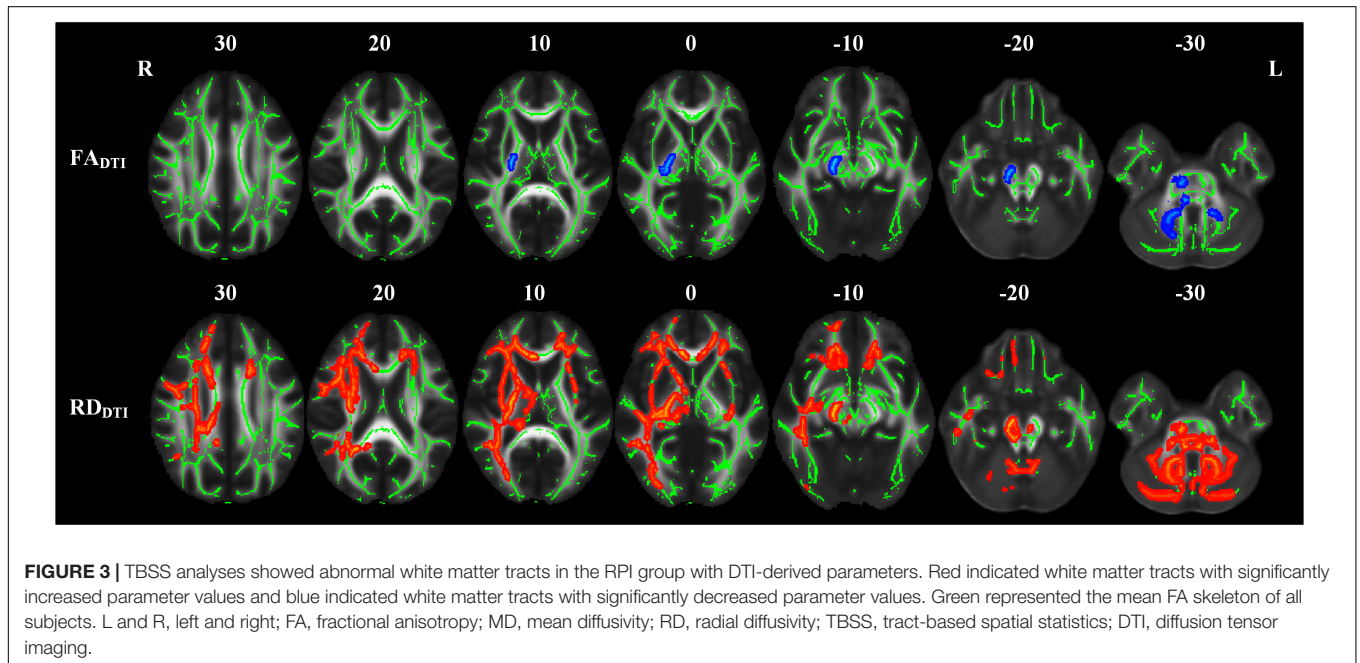 30 20 10 0 -10 -20 -30
R L
FADTI
30 20 10 0 -10 -20 -30
RDDTI
FIGURE 3 | TBSS analyses showed abnormal white matter tracts in the RPI group with DTI-derived parameters. Red indicated white matter tracts with significantly
increased parameter values and blue indicated white matter tracts with significantly decreased parameter values. Green represented the mean FA skeleton of all
subjects. L and R, left and right; FA, fractional anisotropy; MD, mean diffusivity; RD, radial diffusivity; TBSS, tract-based spatial statistics; DTI, diffusion tensor
imaging.